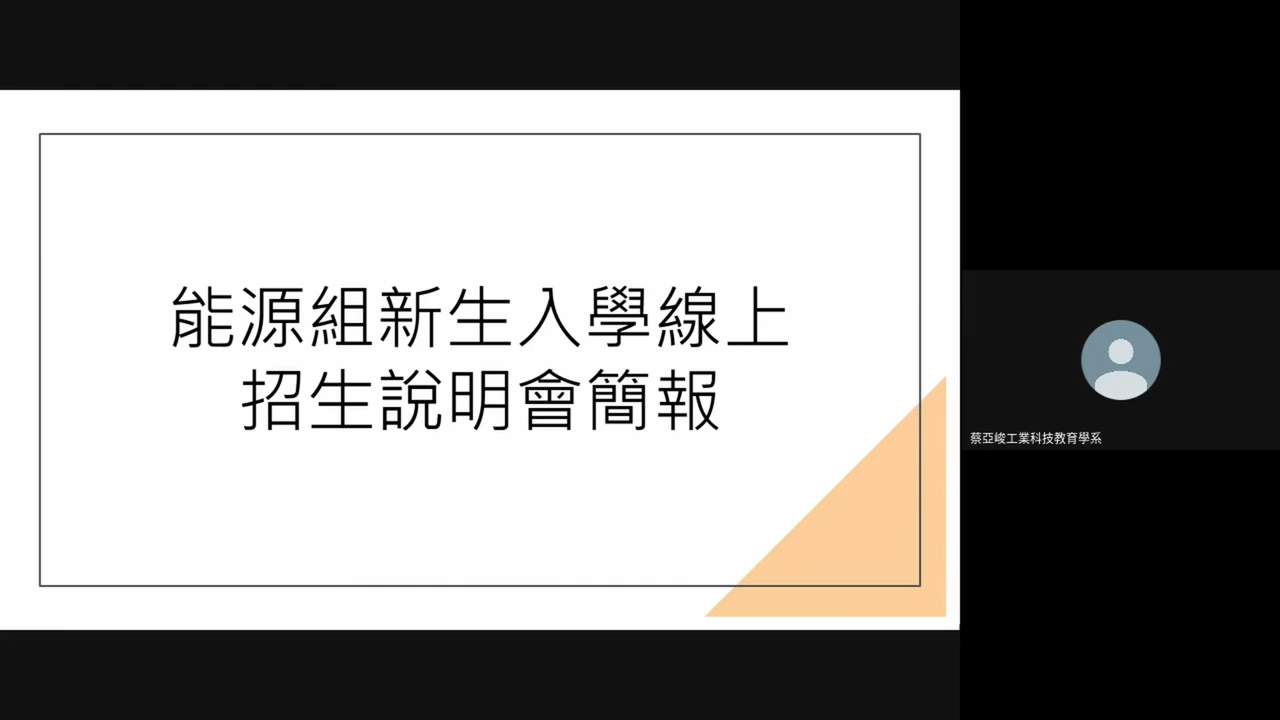 能源組新生入學線上
招生說明會簡報
蔡亞峻工業科技教育學系